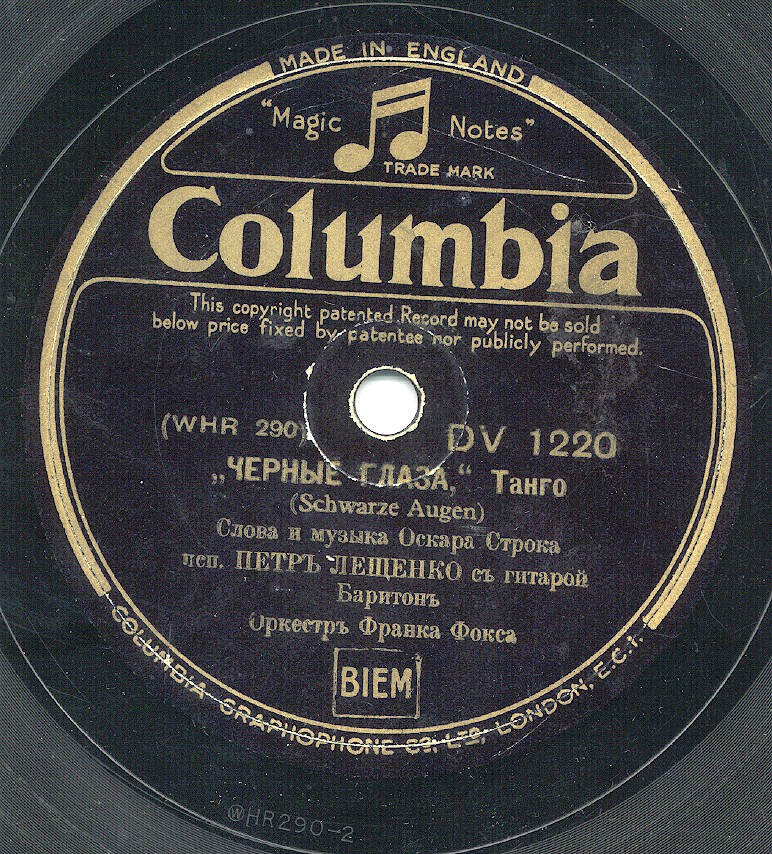 MADE IN ENGLAND
"Magic Notes"
TRADE MARK
Columbia
This copyright patented Record may not be sold
below price fixed by patentee nor publicly performed.
(WHR 290) DV 1220
„ЧЕРНЫЕ ГЛАЗА,“ Танго
(Schwarze Augen)
Слова и музыка Оскара Строка
исп. ПЕТРЪ ЛЕЩЕНКО съ гитарой
Баритонъ
Оркестръ Франка Фокса
BIEM
COLUMBIA GRAPHOPHONE CO. LTD. LONDON, E.C.1.
WHR290-2